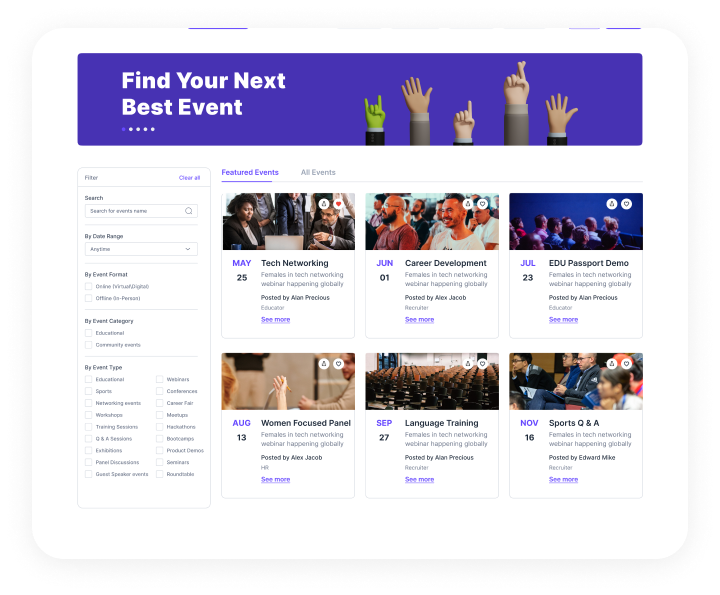 Find Your Next
Best Event
Filter
Clear all
Search
Search for events name
By Date Range
Anytime
By Event Format
Online (Virtual\Digital)
Offline (In-Person)
By Event Category
Educational
Community events
By Event Type
Educational
Webiners
Sports
Conferences
Networking events
Career Fair
Workshops
Meetups
Training Sessions
Hackathons
Q & A Sessions
Bootcamps
Exhibitions
Product Demos
Panel Discussions
Seminars
Guest Speaker events
Roundtable
Featured Events
All Events
MAY
25
Tech Networking
Females in tech networking
webinar happening globally
Posted by Alan Precious
Educator
See more
JUN
01
Career Development
Females in tech networking
webinar happening globally
Posted by Alex Jacob
Recruiter
See more
JUL
23
EDU Passport Demo
Females in tech networking
webinar happening globally
Posted by Alan Precious
Educator
See more
AUG
13
Women Focused Panel
Females in tech networking
webinar happening globally
Posted by Alex Jacob
HR
See more
SEP
27
Language Training
Females in tech networking
webinar happening globally
Posted by Alan Precious
Recruiter
See more
NOV
16
Sports Q & A
Females in tech networking
webinar happening globally
Posted by Edward Mike
Recruiter
See more